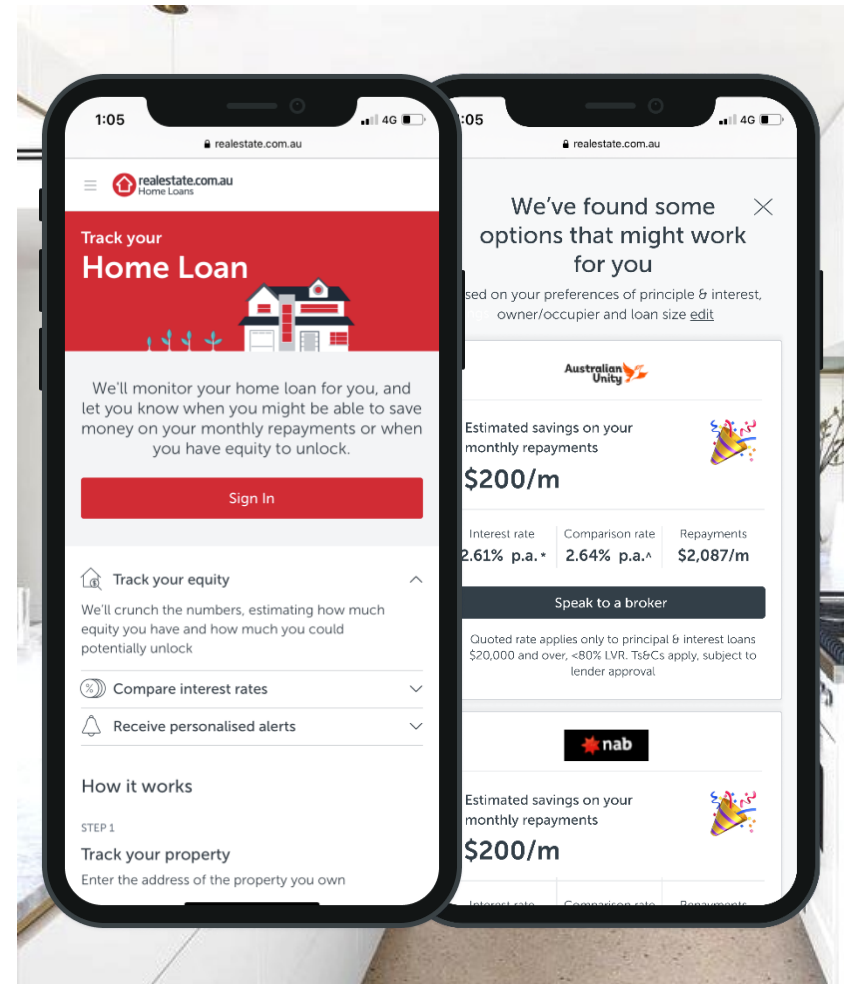 1:05
4G
realestate.com.au
realestate.com.au
Home Loans
Track your
Home Loan
We'll monitor your home loan for you, and
let you know when you might be able to save
money on your monthly repayments or when
you have equity to unlock.
Sign In
Track your equity
We'll crunch the numbers, estimating how much
equity you have and how much you could
potentially unlock
%
Compare interest rates
Receive personalised alerts
How it works
STEP 1
Track your property
Enter the address of the property you own
:05
4G
realestate.com.au
We've found some
options that might work
for you
sed on your preferences of principle & interest,
owner/occupier and loan size edit
Australian
Unity
Estimated savings on your
monthly repayments
$200/m
Interest rate Comparison rate Repayments
2.61% p.a.* 2.64% p.a.^ $2,087/m
Speak to a broker
Quoted rate applies only to principal & interest loans
$20,000 and over, <80% LVR. Ts&Cs apply, subject to
lender approval
nab
Estimated savings on your
monthly repayments
$200/m
Interest rate Comparison rate Repayments